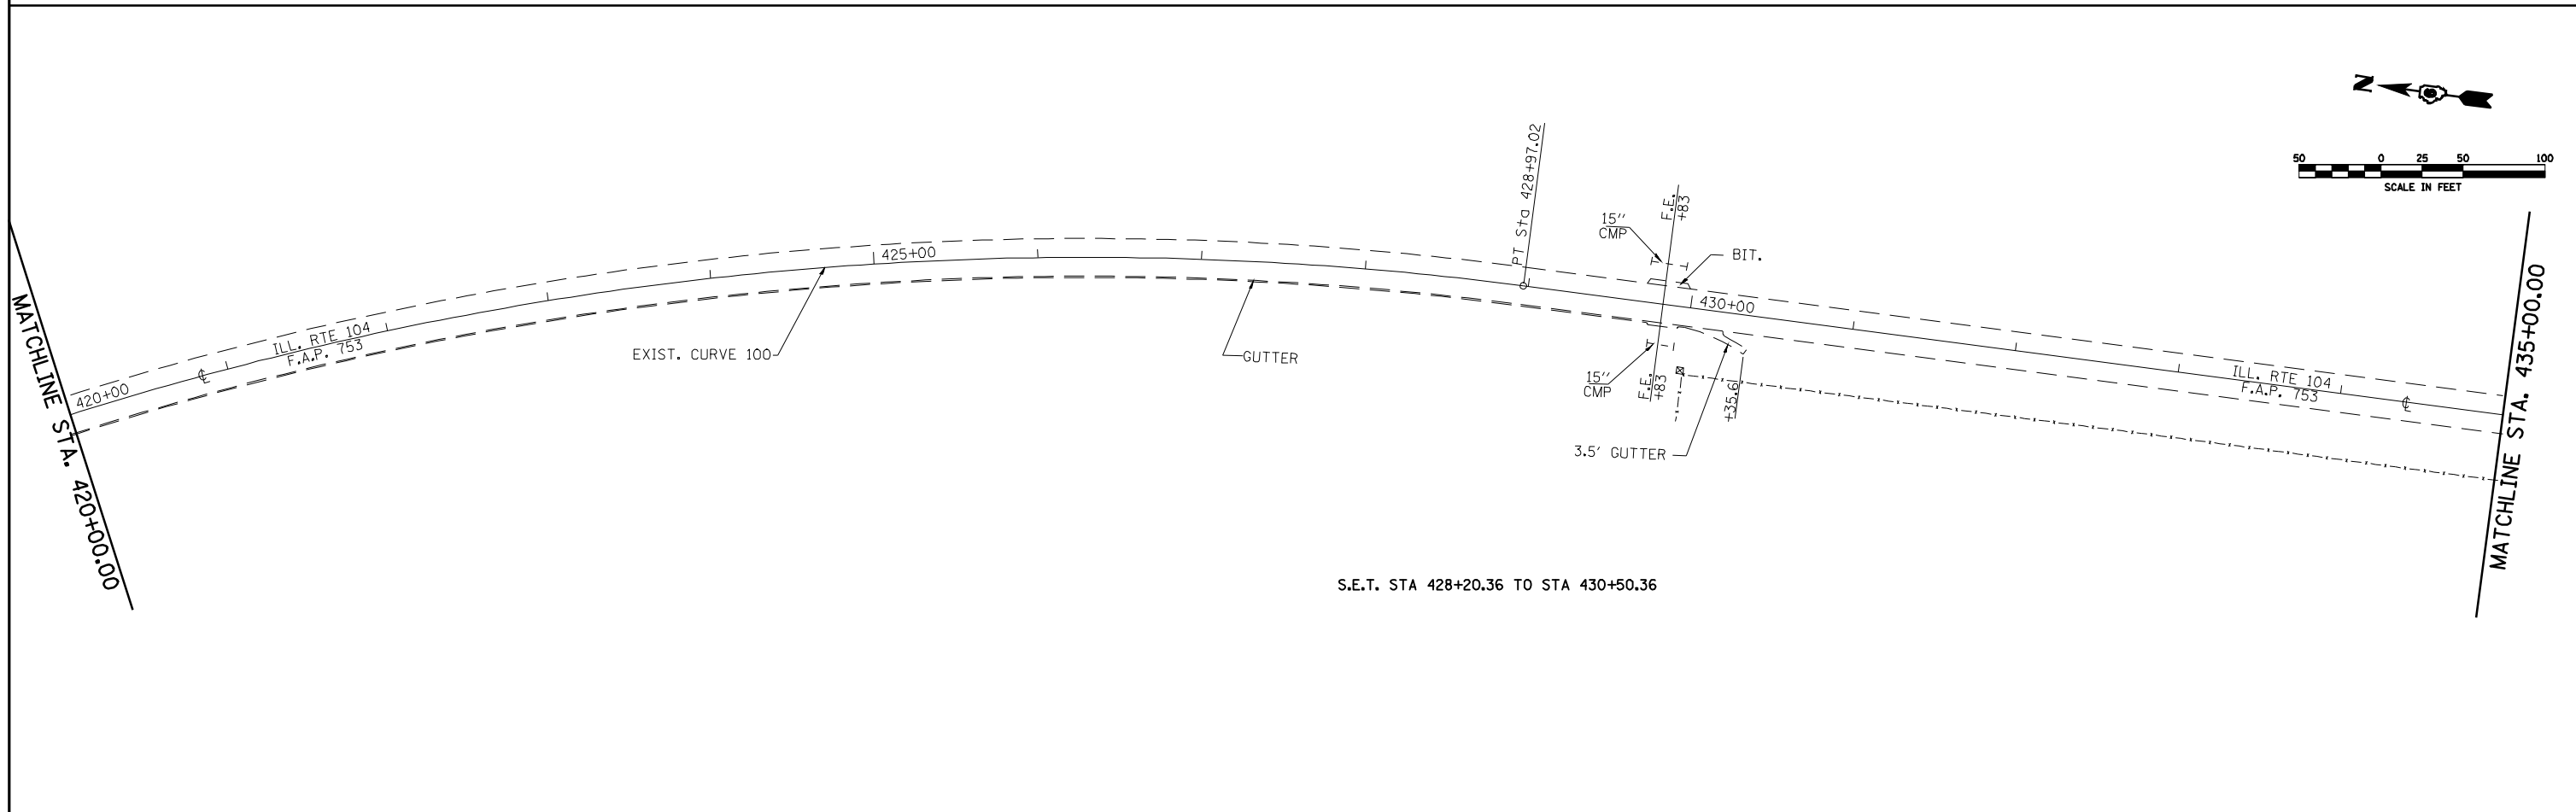 N
50 0 25 50 100
SCALE IN FEET
PT Sta 428+97.02
F.E.
+83
15''
CMP
BIT.
425+00
430+00
MATCHLINE STA. 420+00.00
420+00
℄
ILL. RTE 104
F.A.P. 753
EXIST. CURVE 100
GUTTER
15''
CMP
F.E.
+83
+35.6
3.5' GUTTER
ILL. RTE 104
F.A.P. 753
℄
MATCHLINE STA. 435+00.00
S.E.T. STA 428+20.36 TO STA 430+50.36